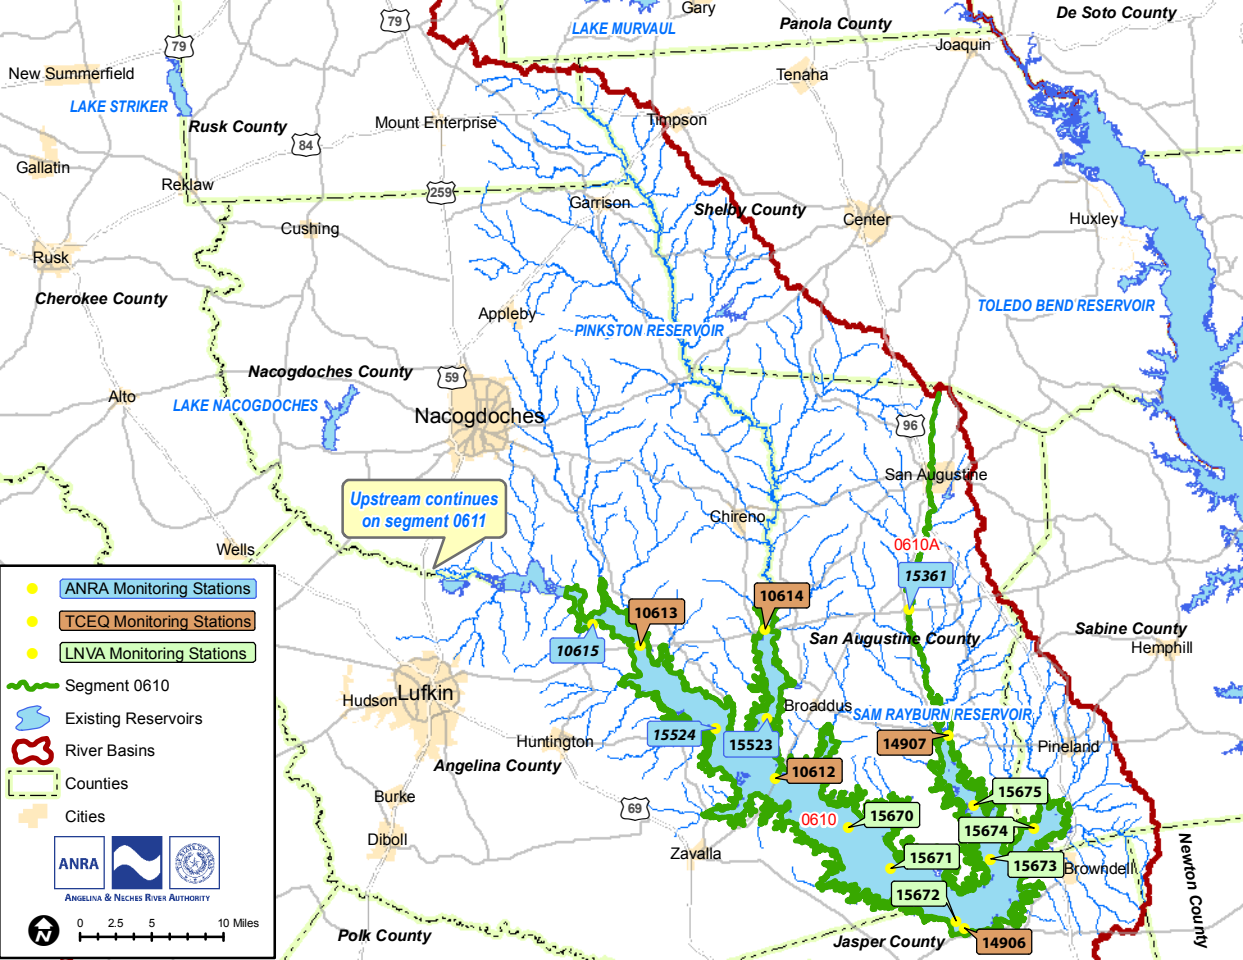 79
Gary
LAKE MURVAUL
Panola County
De Soto County
Joaquin
79
New Summerfield
Tenaha
LAKE STRIKER
Rusk County
Mount Enterprise
Timpson
84
Gallatin
Reklaw
259
Garrison
Shelby County
Center
Huxley
Cushing
Rusk
Cherokee County
TOLEDO BEND RESERVOIR
Appleby
PINKSTON RESERVOIR
Nacogdoches County
59
Alto
LAKE NACOGDOCHES
Nacogdoches
96
San Augustine
Upstream continues
on segment 0611
Chireno
Wells
0610A
15361
10614
10613
10615
San Augustine County
Sabine County
Hemphill
Hudson
Lufkin
Broaddus
SAM RAYBURN RESERVOIR
15524
15523
14907
Huntington
Pineland
Angelina County
10612
Burke
69
15675
0610
15670
15674
Diboll
Zavalla
15671
15673
Browndell
15672
Newton County
Polk County
Jasper County
14906
ANRA Monitoring Stations
TCEQ Monitoring Stations
LNVA Monitoring Stations
Segment 0610
Existing Reservoirs
River Basins
Counties
Cities
ANRA
ANGELINA & NECHES RIVER AUTHORITY
N
0 2.5 5 10 Miles